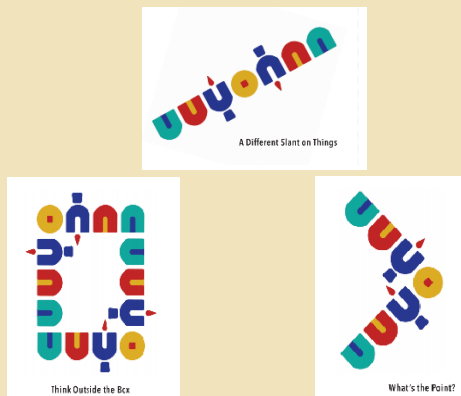 A Different Slant on Things
Think Outside the Box
What's the Point?